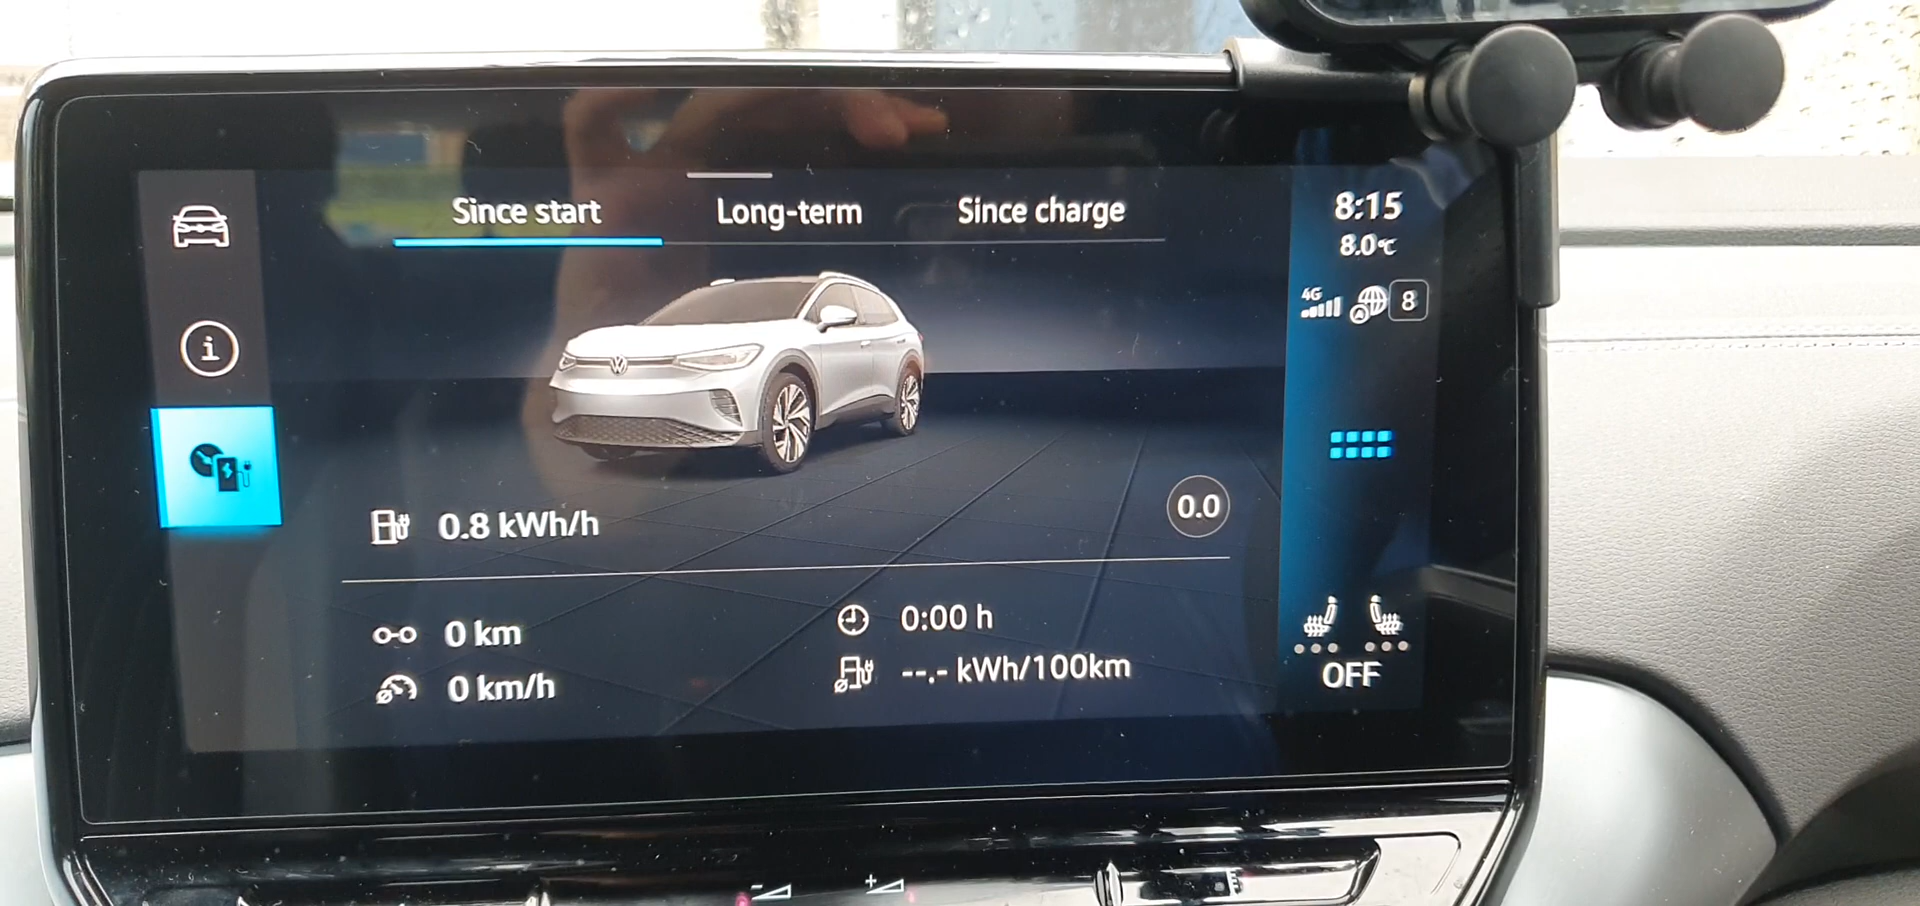 Since start
Long-term
Since charge
8:15
8.0°C
4G
8
0.8 kWh/h
0.0
0 km
0:00 h
0 km/h
--.- kWh/100km
OFF